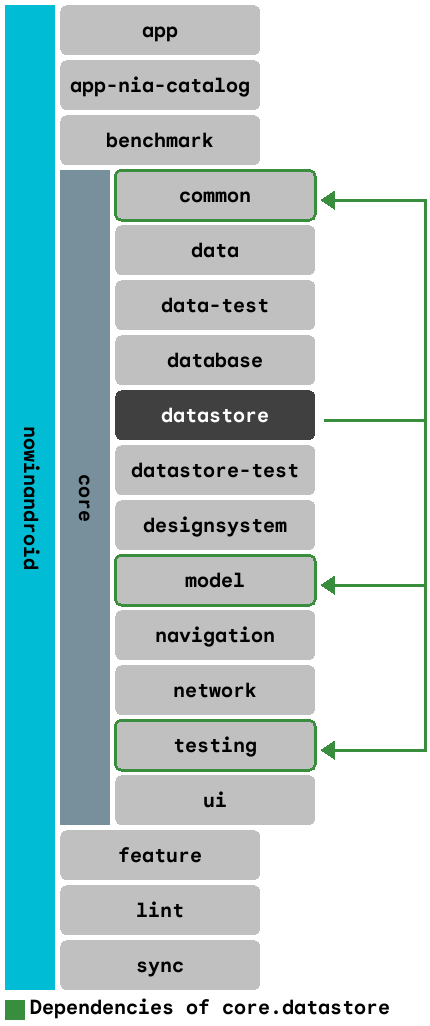 app
app-nia-catalog
benchmark
common
data
data-test
database
datastore
datastore-test
designsystem
model
navigation
network
testing
ui
core
nowinandroid
feature
lint
sync
Dependencies of core.datastore